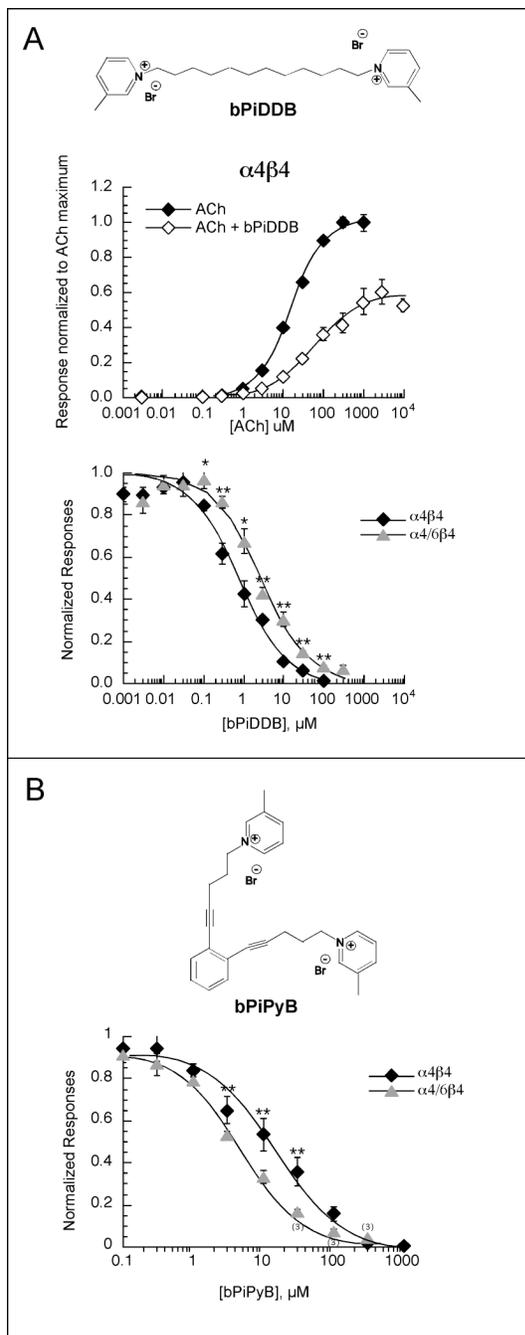 A
Br ⊖
N ⊕
Br ⊖
N ⊕
bPiDDB
α4β4
ACh
ACh + bPiDDB
Response normalized to ACh maximum
1.2
1.0
0.8
0.6
0.4
0.2
0.0
0.001 0.01 0.1 1 10 100 1000 10⁴
[ACh] uM
Normalized Responses
1.0
0.8
0.6
0.4
0.2
0.0
* ** * ** ** ** **
α4β4
α4/6β4
0.001 0.01 0.1 1 10 100 1000 10⁴
[bPiDDB], µM
B
N ⊕
Br ⊖
N ⊕
Br ⊖
bPiPyB
Normalized Responses
1
0.8
0.6
0.4
0.2
0
** ** **
(3) (3) (3)
α4β4
α4/6β4
0.1 1 10 100 1000
[bPiPyB], µM